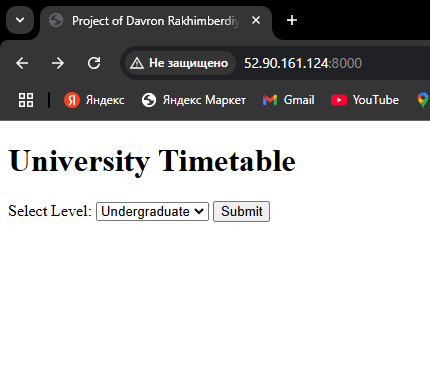 Project of Davron Rakhimberdiy
Не защищено 52.90.161.124:8000
Яндекс Яндекс Маркет Gmail YouTube
University Timetable
Select Level: Undergraduate Submit